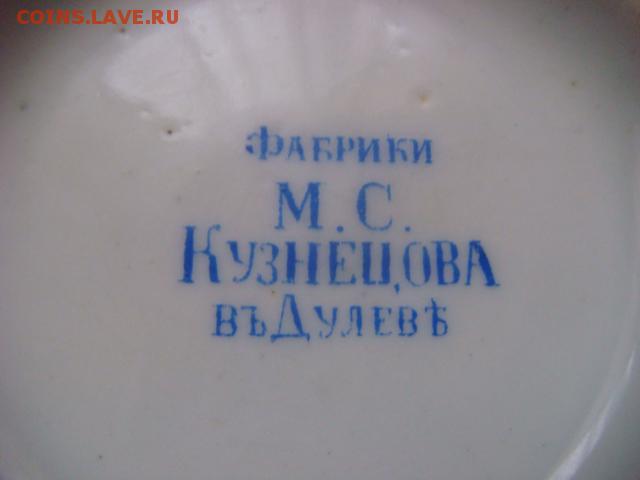 COINS.LAVE.RU
ФАБРИКИ
М. С.
КУЗНЕЦОВА
ВЪ ДУЛЕВѢ